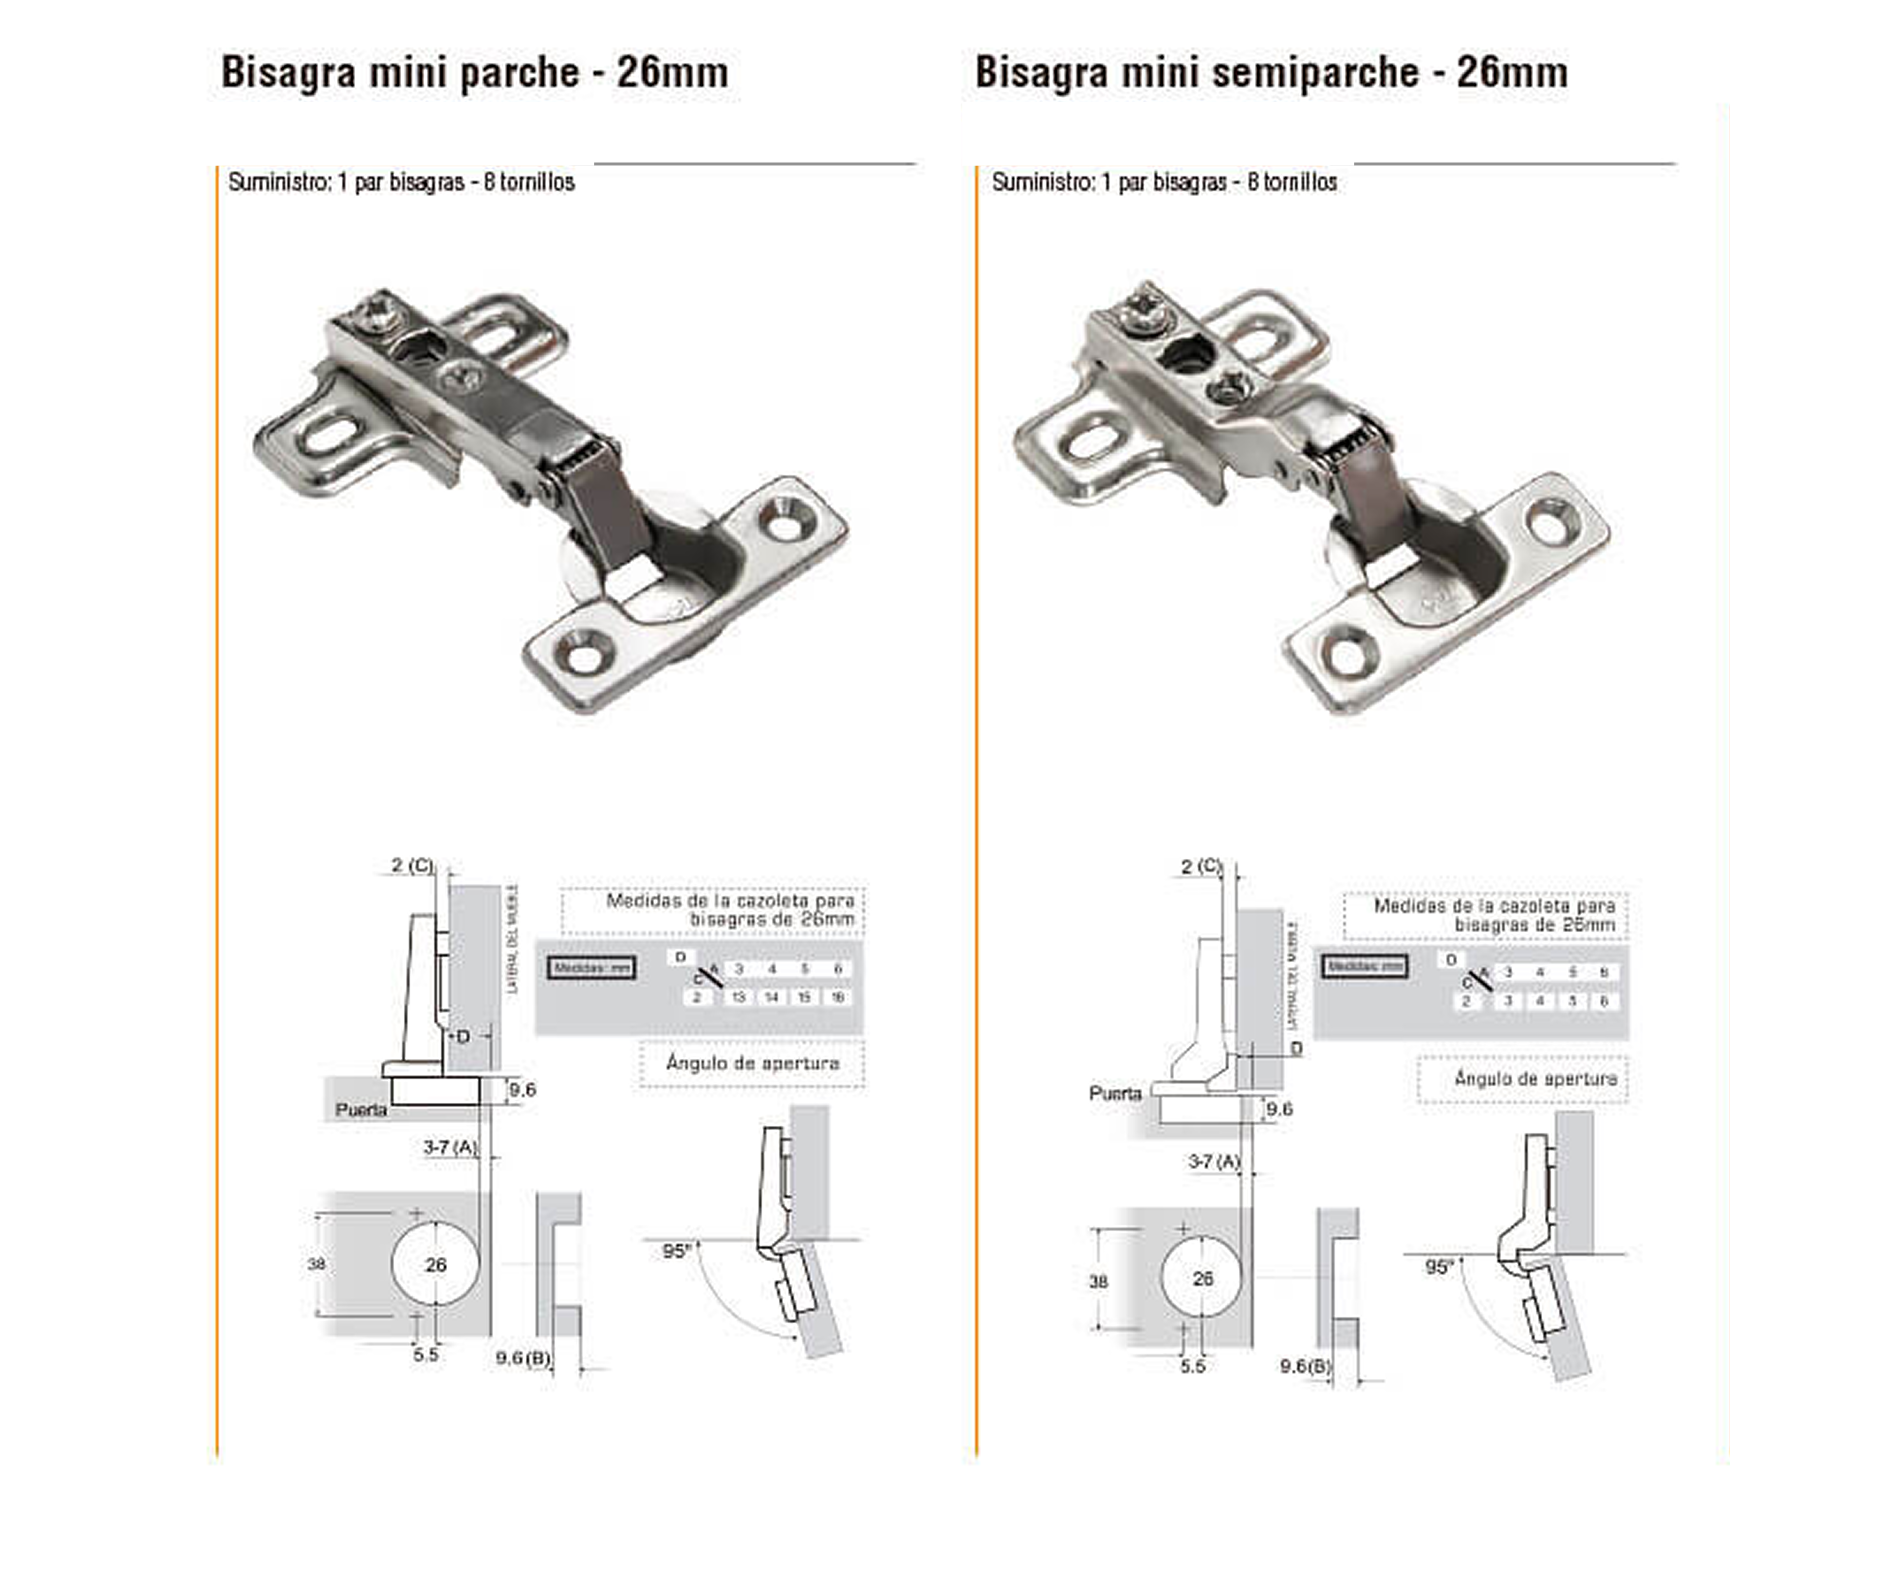 Bisagra mini parche - 26mm
Suministro: 1 par bisagras - 8 tornillos
2 (C)
LATERAL DEL MUEBLE
D
9.6
Puerta
3-7 (A)
38
26
5.5
9.6 (B)
Medidas de la cazoleta para
bisagras de 26mm
Medidas: mm
D
A 3 4 5 6
C
2 13 14 15 16
Ángulo de apertura
95°
Bisagra mini semiparche - 26mm
Suministro: 1 par bisagras - 8 tornillos
2 (C)
LATERAL DEL MUEBLE
D
9.6
Puerta
3-7 (A)
38
26
5.5
9.6(B)
Medidas de la cazoleta para
bisagras de 26mm
Medidas: mm
D
A 3 4 5 6
C
2 3 4 5 6
Ángulo de apertura
95°